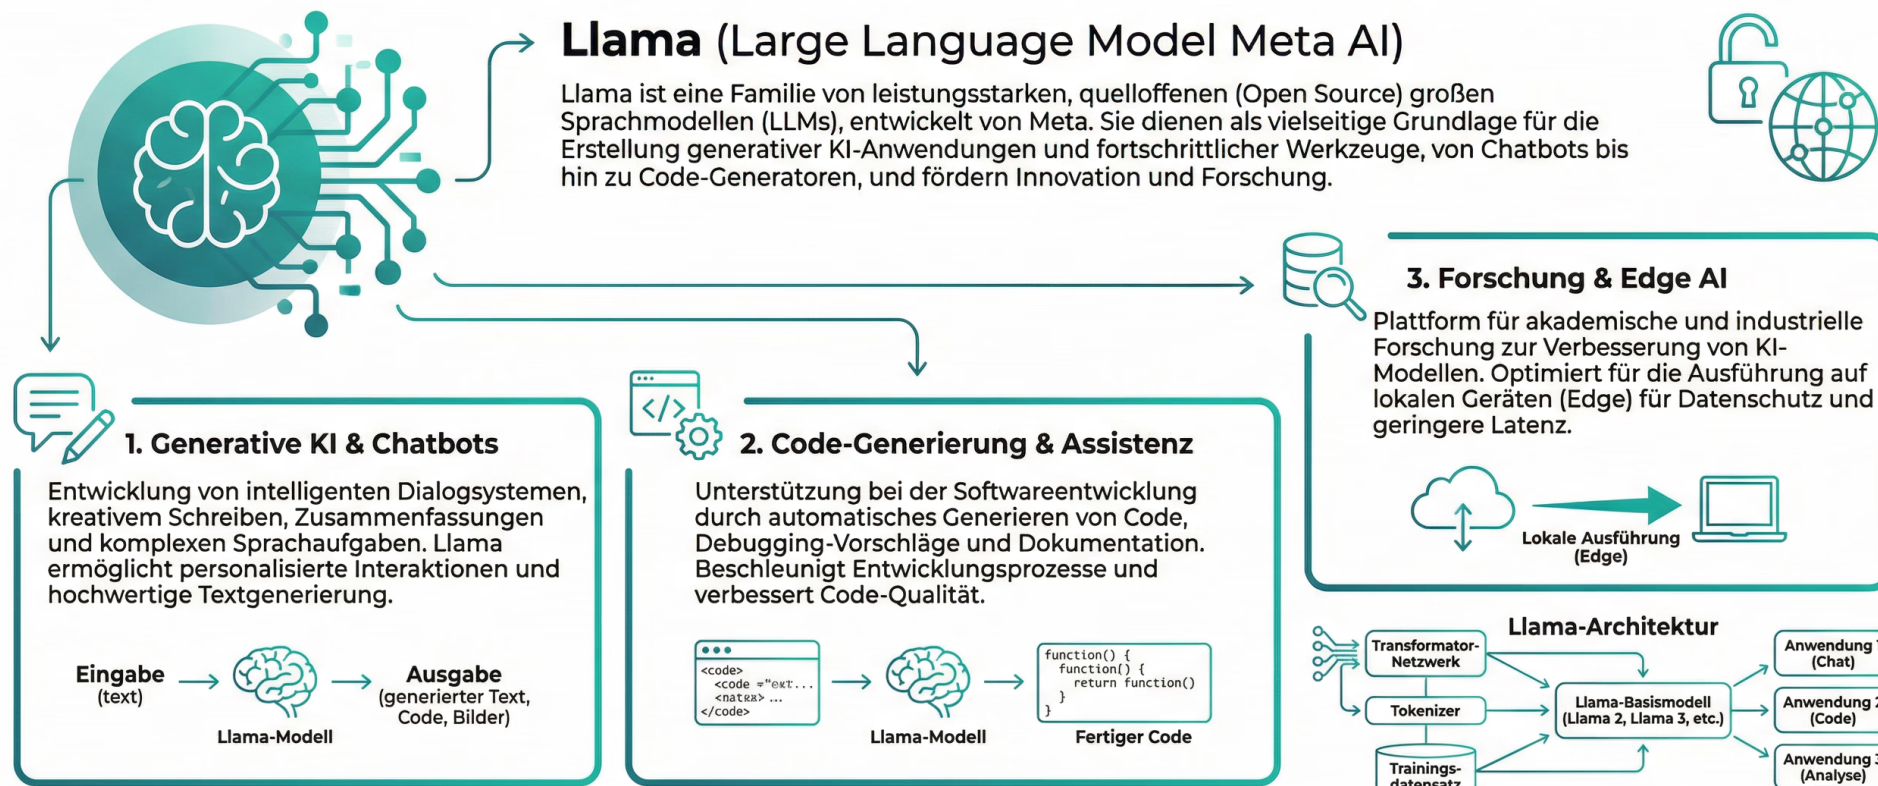 Llama (Large Language Model Meta AI)
Llama ist eine Familie von leistungsstarken, quelloffenen (Open Source) großen
Sprachmodellen (LLMs), entwickelt von Meta. Sie dienen als vielseitige Grundlage für die
Erstellung generativer KI-Anwendungen und fortschrittlicher Werkzeuge, von Chatbots bis
hin zu Code-Generatoren, und fördern Innovation und Forschung.
1. Generative KI & Chatbots
Entwicklung von intelligenten Dialogsystemen,
kreativem Schreiben, Zusammenfassungen
und komplexen Sprachaufgaben. Llama
ermöglicht personalisierte Interaktionen und
hochwertige Textgenerierung.
Eingabe
(text)
Llama-Modell
Ausgabe
(generierter Text,
Code, Bilder)
2. Code-Generierung & Assistenz
Unterstützung bei der Softwareentwicklung
durch automatisches Generieren von Code,
Debugging-Vorschläge und Dokumentation.
Beschleunigt Entwicklungsprozesse und
verbessert Code-Qualität.
</>
<code>
<code
</code>
Llama-Modell
function() {
function() {
return function()
}
}
Fertiger Code
3. Forschung & Edge AI
Plattform für akademische und industrielle
Forschung zur Verbesserung von KI-
Modellen. Optimiert für die Ausführung auf
lokalen Geräten (Edge) für Datenschutz und
geringere Latenz.
Lokale Ausführung
(Edge)
Llama-Architektur
Transformator-
Netzwerk
Tokenizer
Trainings-
datensatz
Llama-Basismodell
(Llama 2, Llama 3, etc.)
Anwendung 1
(Chat)
Anwendung 2
(Code)
Anwendung 3
(Analyse)